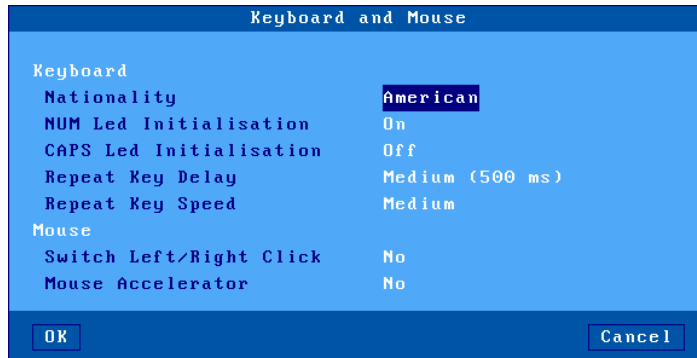 Keyboard and Mouse
Keyboard
Nationality American
NUM Led Initialisation On
CAPS Led Initialisation Off
Repeat Key Delay Medium (500 ms)
Repeat Key Speed Medium
Mouse
Switch Left/Right Click No
Mouse Accelerator No
OK Cancel